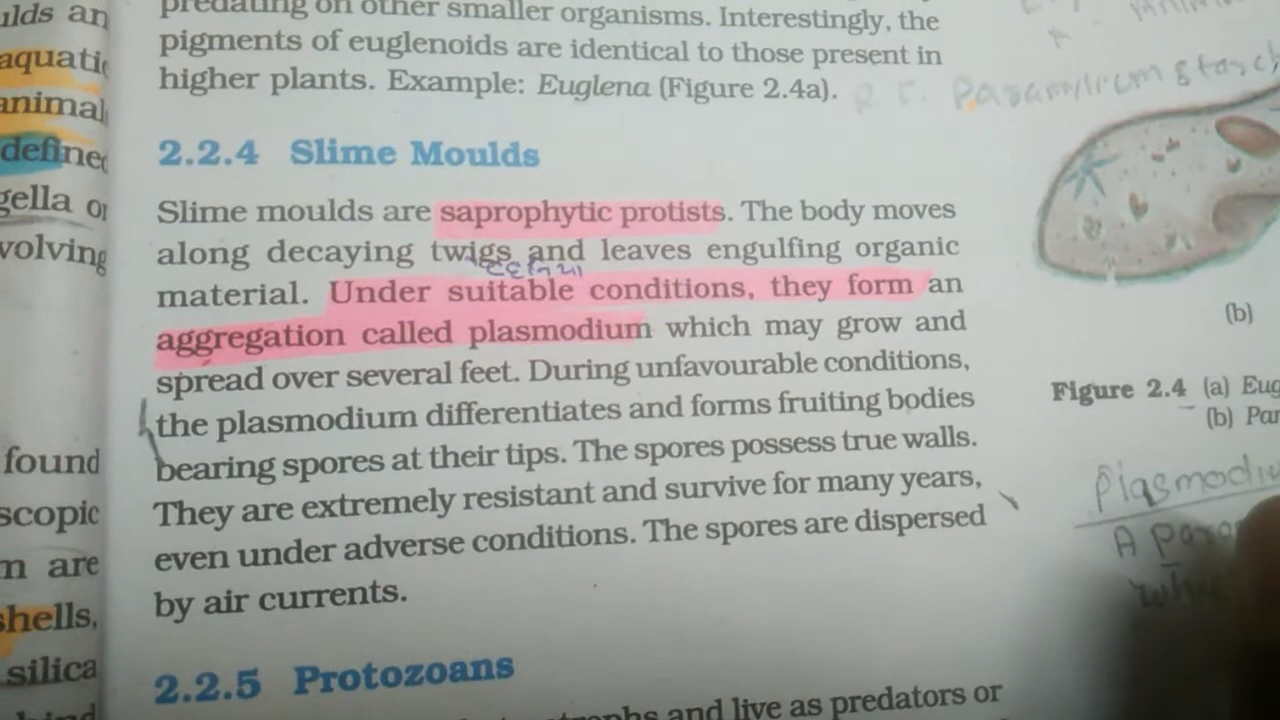 ulds an
aquatic
animal
define
gella or
volving
found
scopic
m are
shells,
silica
predating on other smaller organisms. Interestingly, the
pigments of euglenoids are identical to those present in
higher plants. Example: Euglena (Figure 2.4a).
2.2.4 Slime Moulds
Slime moulds are saprophytic protists. The body moves
along decaying twigs and leaves engulfing organic
material. Under suitable conditions, they form an
aggregation called plasmodium which may grow and
spread over several feet. During unfavourable conditions,
the plasmodium differentiates and forms fruiting bodies
bearing spores at their tips. The spores possess true walls.
They are extremely resistant and survive for many years,
even under adverse conditions. The spores are dispersed
by air currents.
2.2.5 Protozoans
and live as predators or
(b)
Figure 2.4 (a) Eug
(b) Par
Plasmodiu
A para